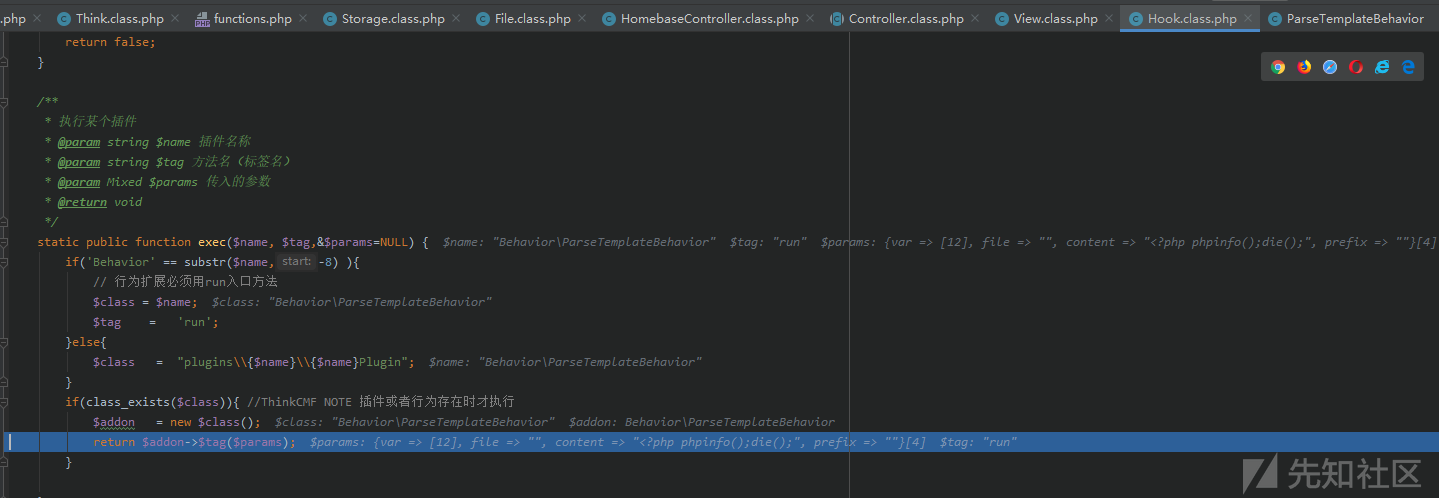 .php Think.class.php functions.php Storage.class.php File.class.php HomebaseController.class.php Controller.class.php View.class.php Hook.class.php ParseTemplateBehavior
return false;
}
/**
* 执行某个插件
* @param string $name 插件名称
* @param string $tag 方法名（标签名）
* @param Mixed $params 传入的参数
* @return void
*/
static public function exec($name, $tag,&$params=NULL) { $name: "Behavior\ParseTemplateBehavior" $tag: "run" $params: {var => [12], file => "", content => "<?php phpinfo();die();", prefix => ""}[4]
if('Behavior' == substr($name, start: -8) ){
// 行为扩展必须用run入口方法
$class = $name; $class: "Behavior\ParseTemplateBehavior"
$tag = 'run';
}else{
$class = "plugins\\{$name}\\{$name}Plugin"; $name: "Behavior\ParseTemplateBehavior"
}
if(class_exists($class)){ //ThinkCMF NOTE 插件或者行为存在时才执行
$addon = new $class(); $class: "Behavior\ParseTemplateBehavior" $addon: Behavior\ParseTemplateBehavior
return $addon->$tag($params); $params: {var => [12], file => "", content => "<?php phpinfo();die();", prefix => ""}[4] $tag: "run"
}
先知社区